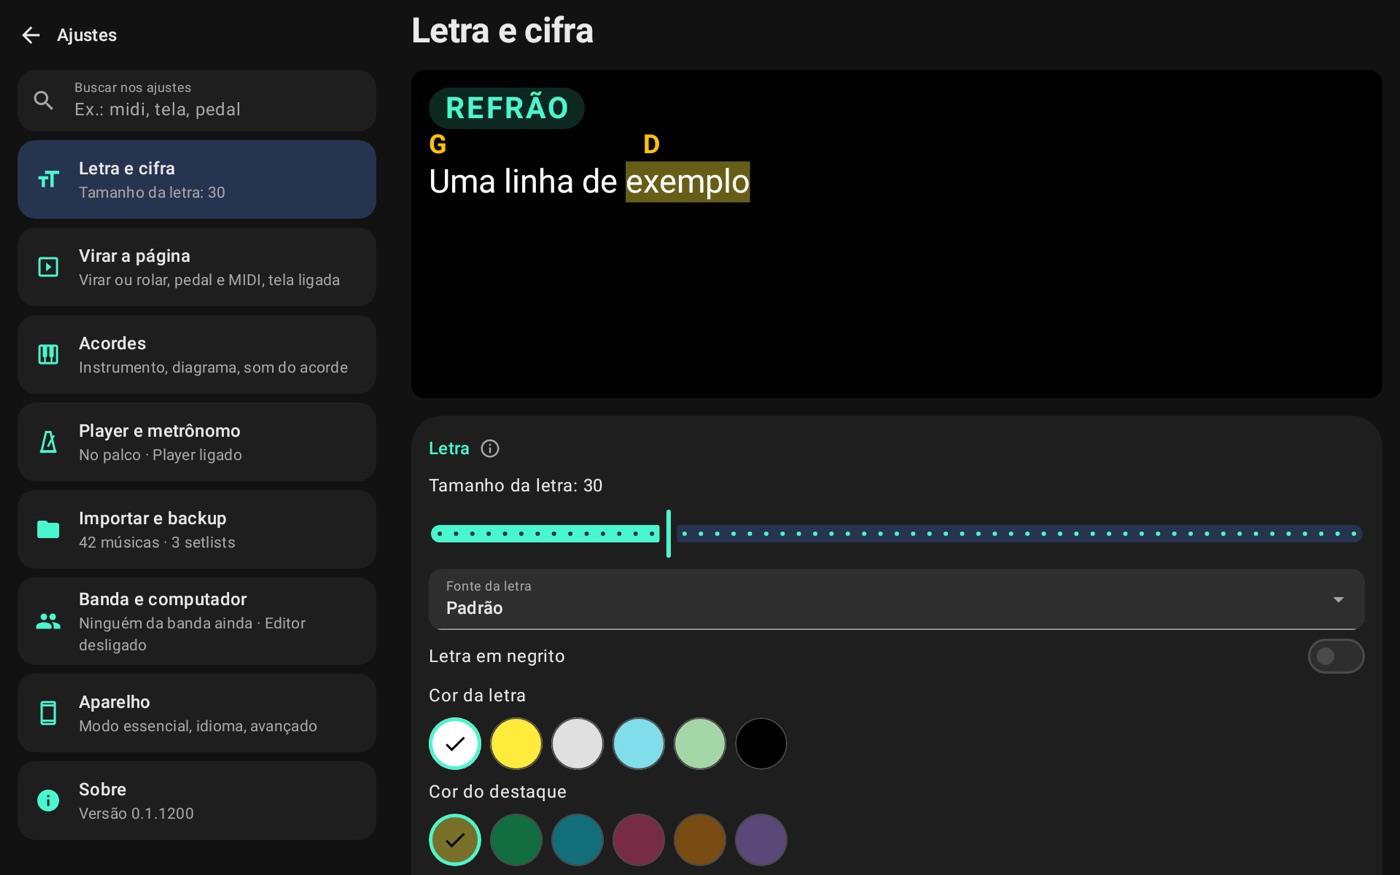 Ajustes
Buscar nos ajustes
Ex.: midi, tela, pedal
Letra e cifra
Tamanho da letra: 30
Virar a página
Virar ou rolar, pedal e MIDI, tela ligada
Acordes
Instrumento, diagrama, som do acorde
Player e metrônomo
No palco · Player ligado
Importar e backup
42 músicas · 3 setlists
Banda e computador
Ninguém da banda ainda · Editor
desligado
Aparelho
Modo essencial, idioma, avançado
Sobre
Versão 0.1.1200
Letra e cifra
REFRÃO
G D
Uma linha de exemplo
Letra
Tamanho da letra: 30
Fonte da letra
Padrão
Letra em negrito
Cor da letra
Cor do destaque